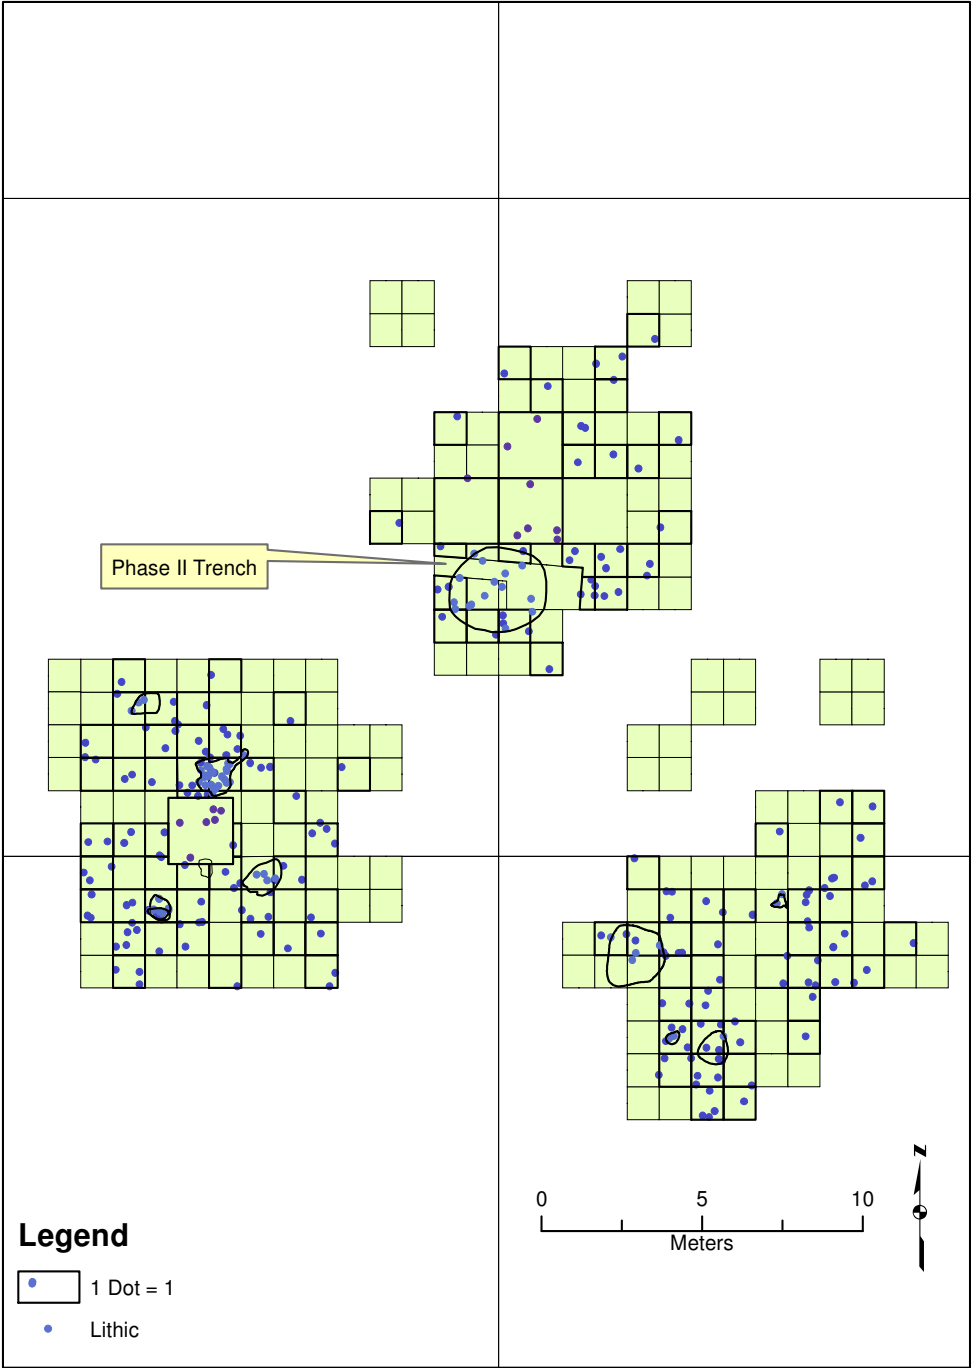 Phase II Trench
0 5 10
Meters
Legend
1 Dot = 1
Lithic
N